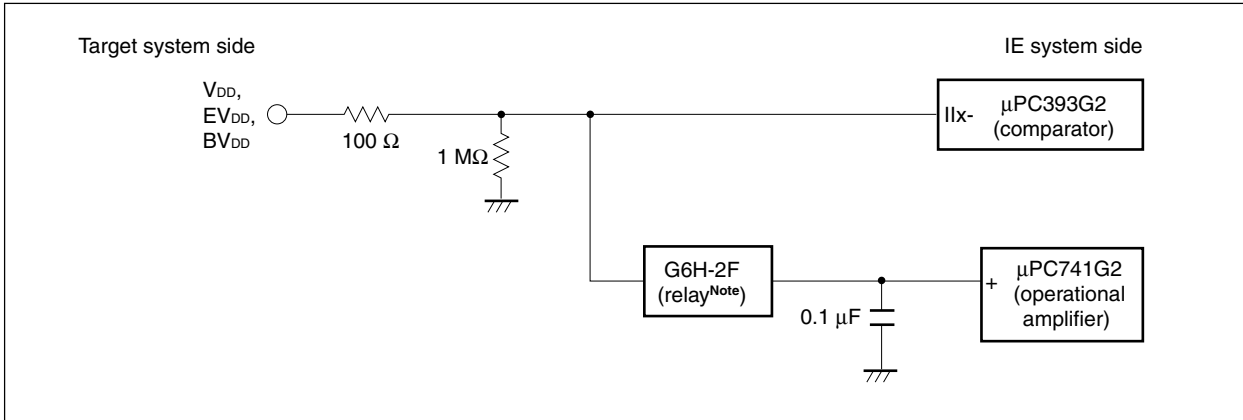 Target system side
IE system side
VDD,
EVDD,
BVDD
100 Ω
1 MΩ
IIx-
μPC393G2
(comparator)
G6H-2F
(relayNote)
0.1 μF
+
μPC741G2
(operational
amplifier)